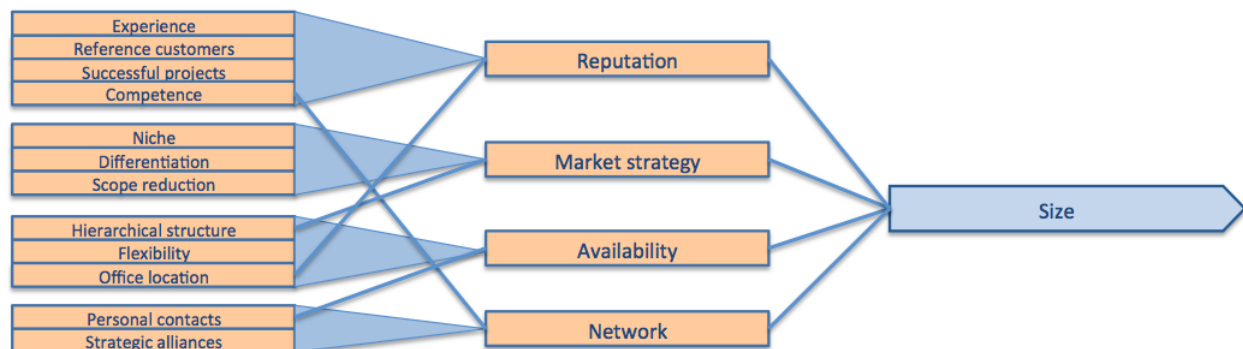 Experience
Reference customers
Successful projects
Competence
Niche
Differentiation
Scope reduction
Hierarchical structure
Flexibility
Office location
Personal contacts
Strategic alliances
Reputation
Market strategy
Availability
Network
Size